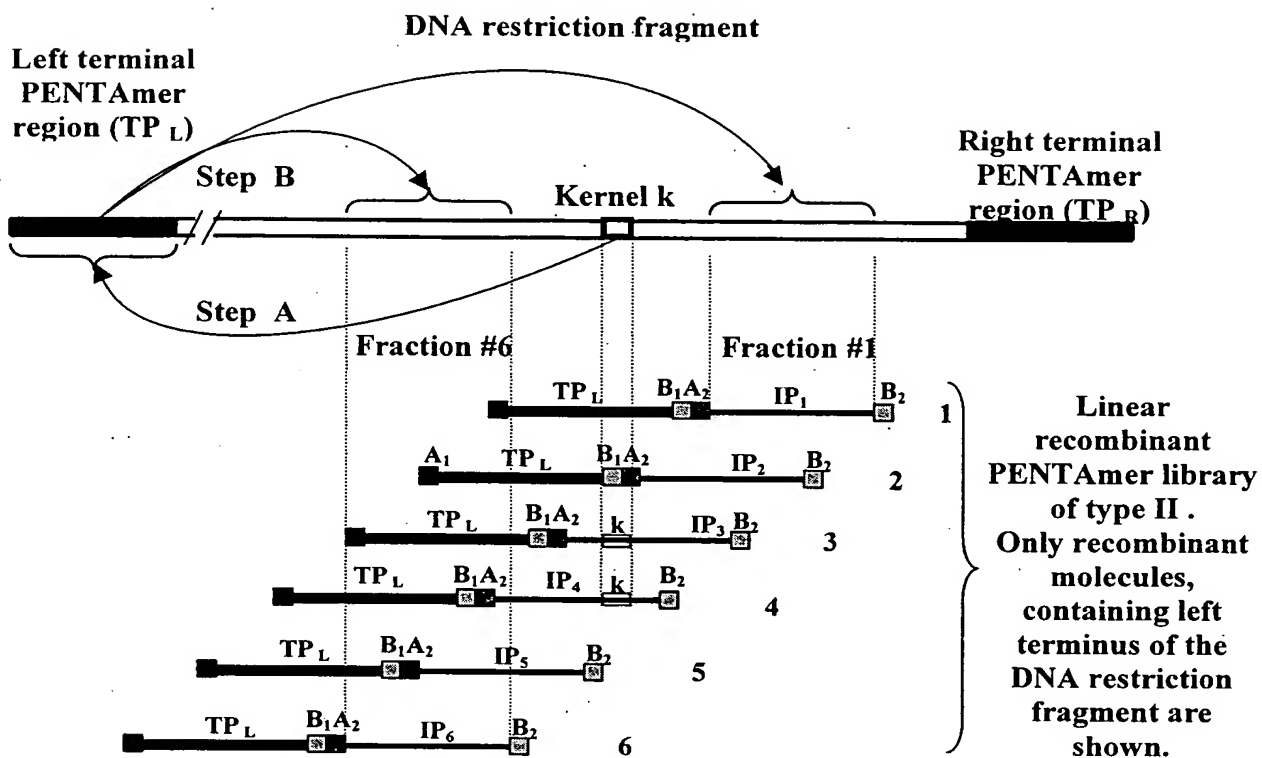 DNA restriction fragment
Left terminal
PENTAmer
region (TP L)
Right terminal
PENTAmer
region (TP R)
Step B
Kernel k
Step A
Fraction #6
Fraction #1
TP L
B1A2
IP1
B2
1
A1
TP L
B1A2
IP2
B2
2
TP L
B1A2
k
IP3
B2
3
TP L
B1A2
IP4
k
B2
4
TP L
B1A2
IP5
B2
5
TP L
B1A2
IP6
B2
6
Linear
recombinant
PENTAmer library
of type II .
Only recombinant
molecules,
containing left
terminus of the
DNA restriction
fragment are
shown.